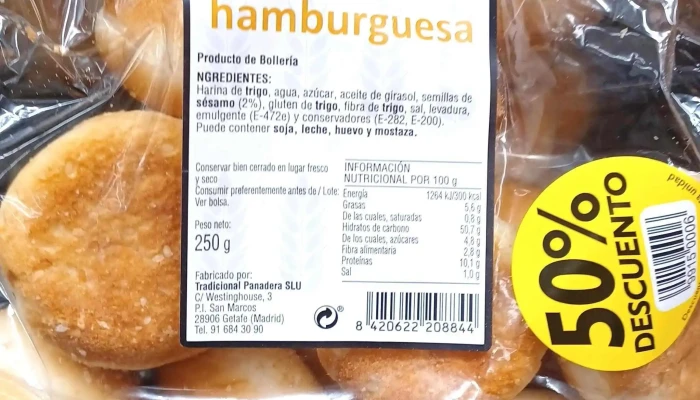 hamburguesa
Producto de Bollería
NGREDIENTES:
Harina de trigo, agua, azúcar, aceite de girasol, semillas de
sésamo (2%), gluten de trigo, fibra de trigo, sal, levadura,
emulgente (E-472e) y conservadores (E-282, E-200).
Puede contener soja, leche, huevo y mostaza.
Conservar bien cerrado en lugar fresco
y seco
Consumir preferentemente antes de / Lote:
Ver bolsa.
Peso neto:
250 g
Fabricado por:
Tradicional Panadera SLU
C/ Westinghouse, 3
P.I. San Marcos
28906 Getafe (Madrid)
Tel. 91 684 30 90
INFORMACIÓN
NUTRICIONAL POR 100 g
Energía 1264 kJ/300 kcal
Grasas 5,6 g
De las cuales, saturadas 0,8 g
Hidratos de carbono 50,7 g
De los cuales, azúcares 4,8 g
Fibra alimentaria 2,8 g
Proteínas 10,1 g
Sal 1,0 g
8 420622 208844
50%
DESCUENTO
unidad